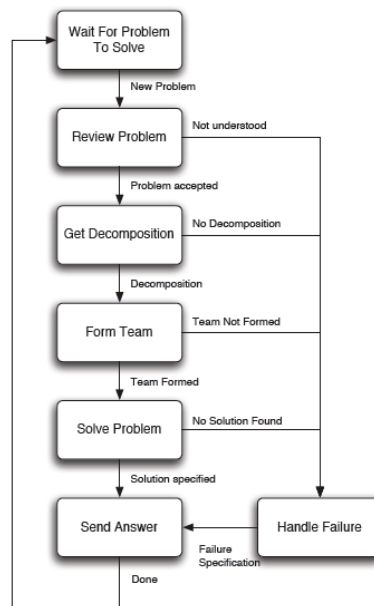 Wait For Problem
To Solve
New Problem
Review Problem
Not understood
Problem accepted
Get Decomposition
No Decomposition
Decomposition
Form Team
Team Not Formed
Team Formed
Solve Problem
No Solution Found
Solution specified
Send Answer
Handle Failure
Failure
Specification
Done